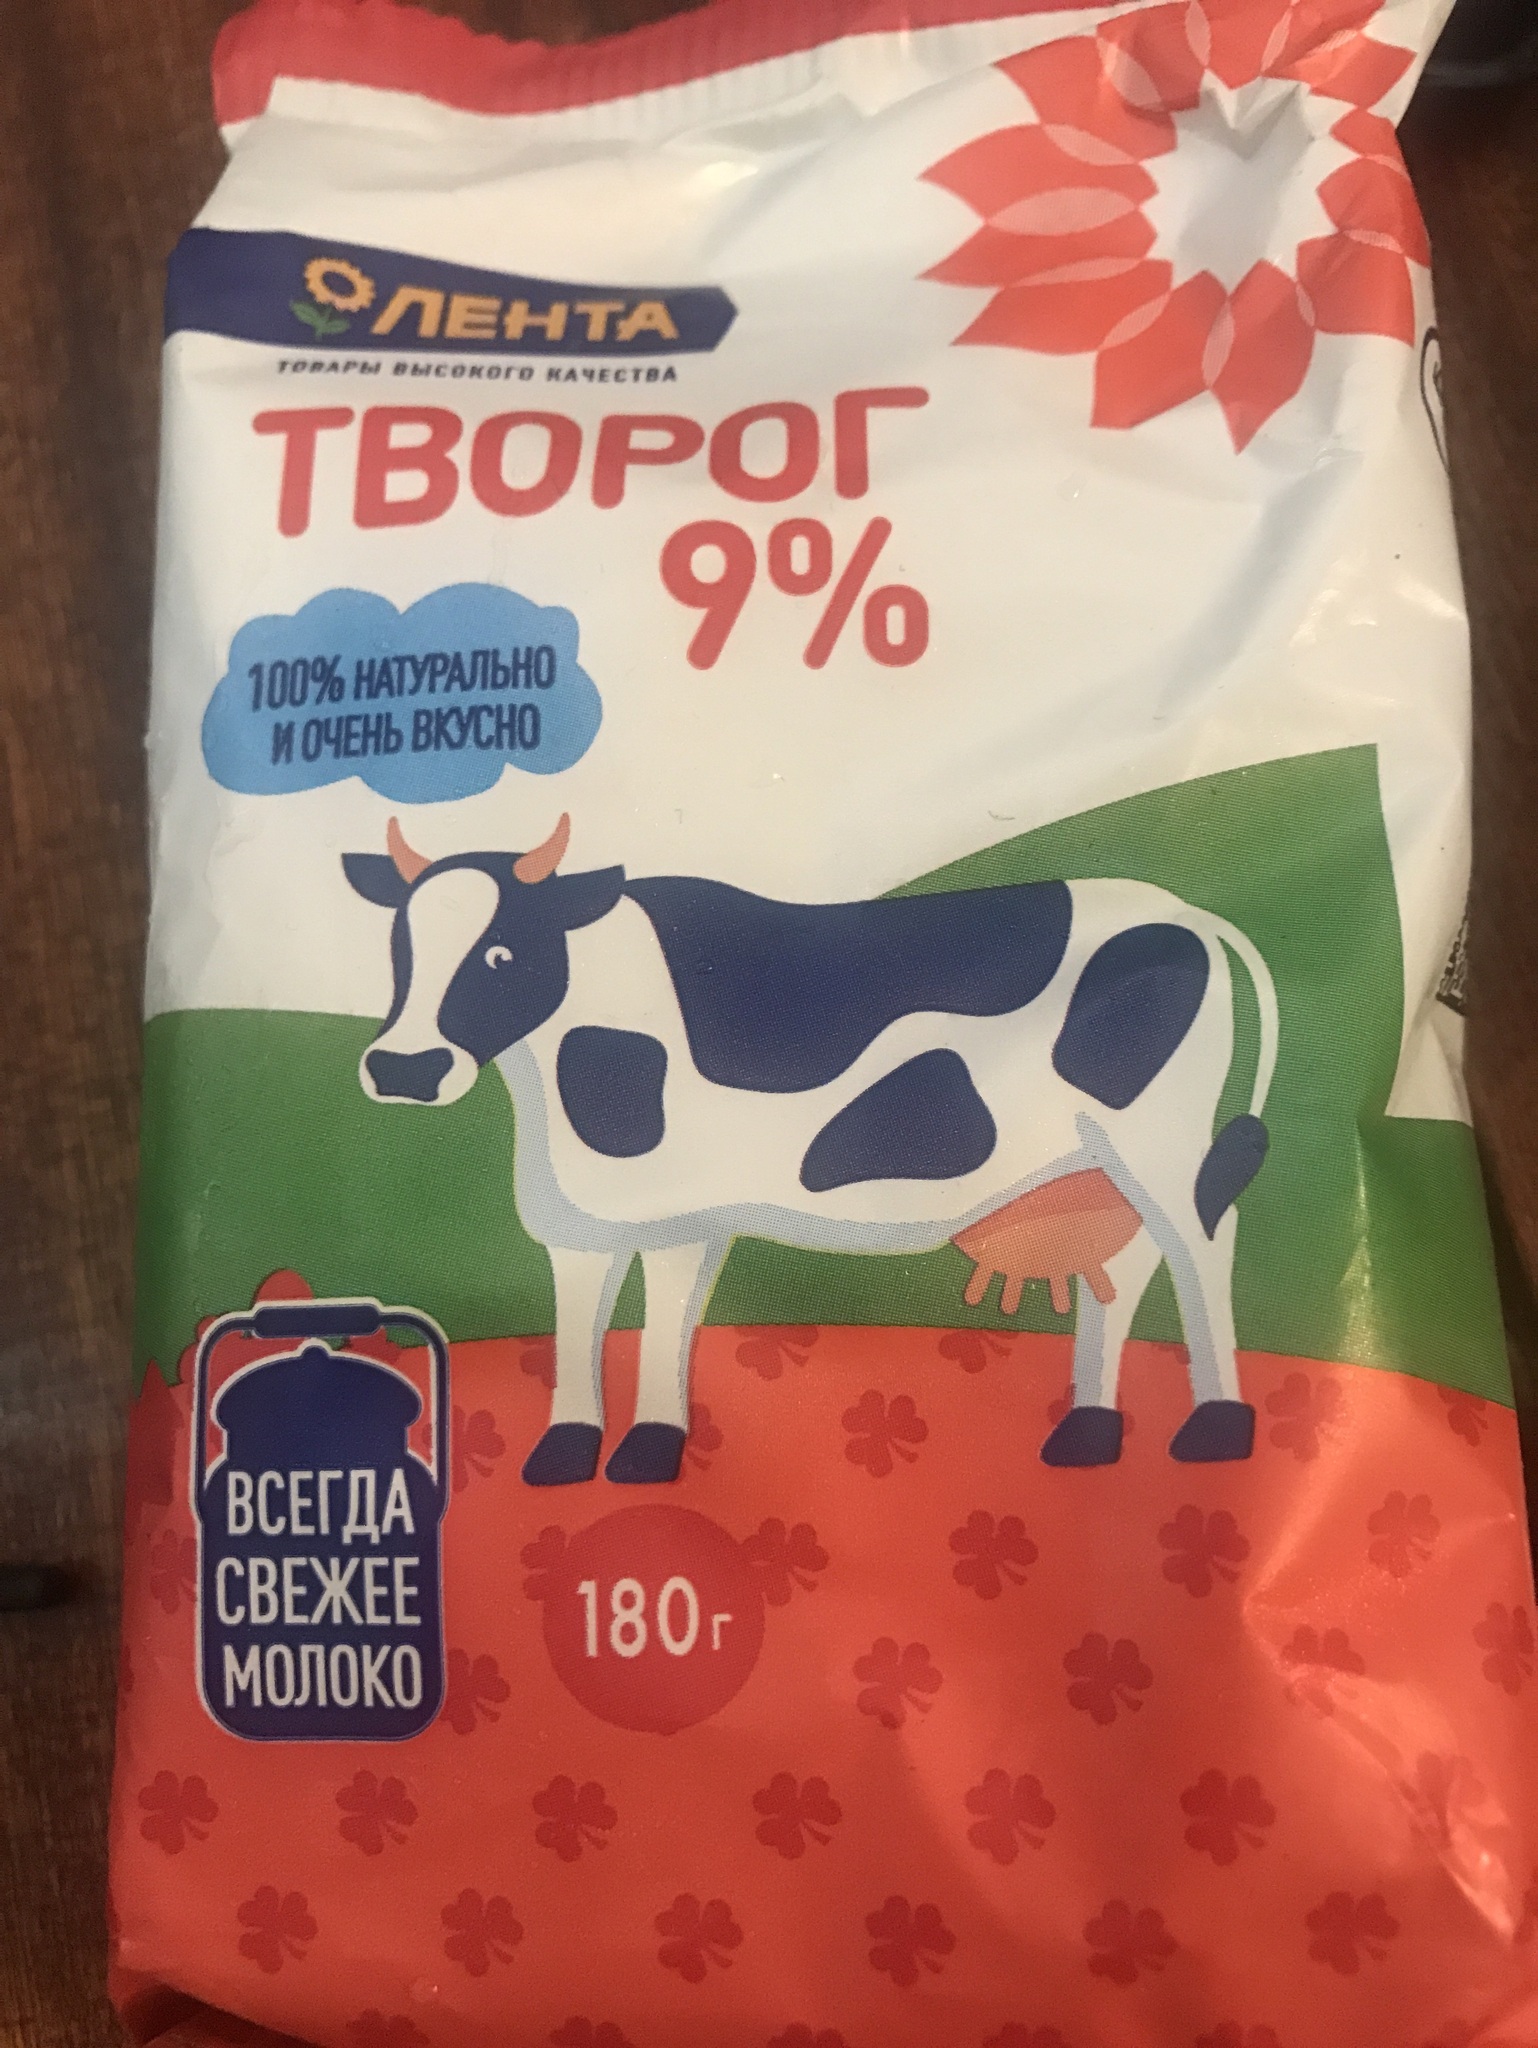 ЛЕНТА
ТОВАРЫ ВЫСОКОГО КАЧЕСТВА
ТВОРОГ
9%
100% НАТУРАЛЬНО
И ОЧЕНЬ ВКУСНО
ВСЕГДА
СВЕЖЕЕ
МОЛОКО
180г